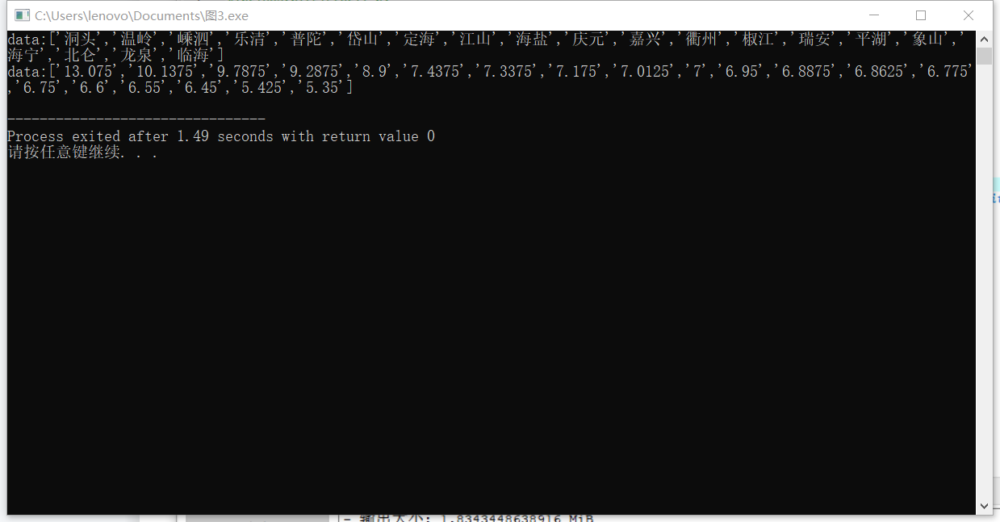 C:\Users\lenovo\Documents\图3.exe
data:['洞头','温岭','嵊泗','乐清','普陀','岱山','定海','江山','海盐','庆元','嘉兴','衢州','椒江','瑞安','平湖','象山','
海宁','北仑','龙泉','临海']
data:['13.075','10.1375','9.7875','9.2875','8.9','7.4375','7.3375','7.175','7.0125','7','6.95','6.8875','6.8625','6.775'
,'6.75','6.6','6.55','6.45','5.425','5.35']
--------------------------------
Process exited after 1.49 seconds with return value 0
请按任意键继续. . .
- 输出大小: 1.8343448638916 MiB